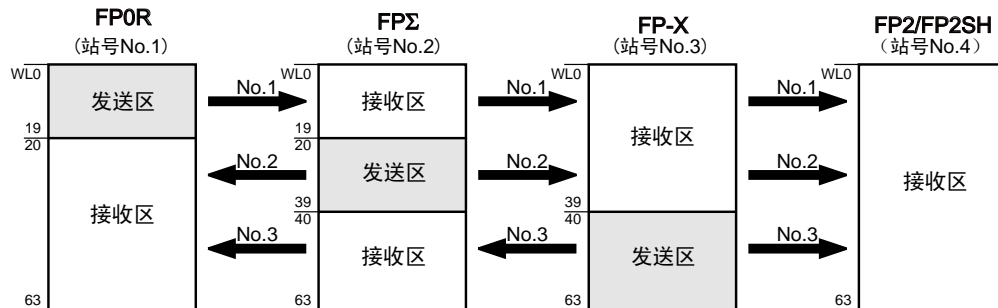 FP0R
(站号No.1)
FPΣ
(站号No.2)
FP-X
(站号No.3)
FP2/FP2SH
（站号No.4）
WL0
发送区
19
20
接收区
63
No.1
No.2
No.3
WL0
接收区
19
20
发送区
39
40
接收区
63
No.1
No.2
No.3
WL0
接收区
39
40
发送区
63
No.1
No.2
No.3
WL0
接收区
63